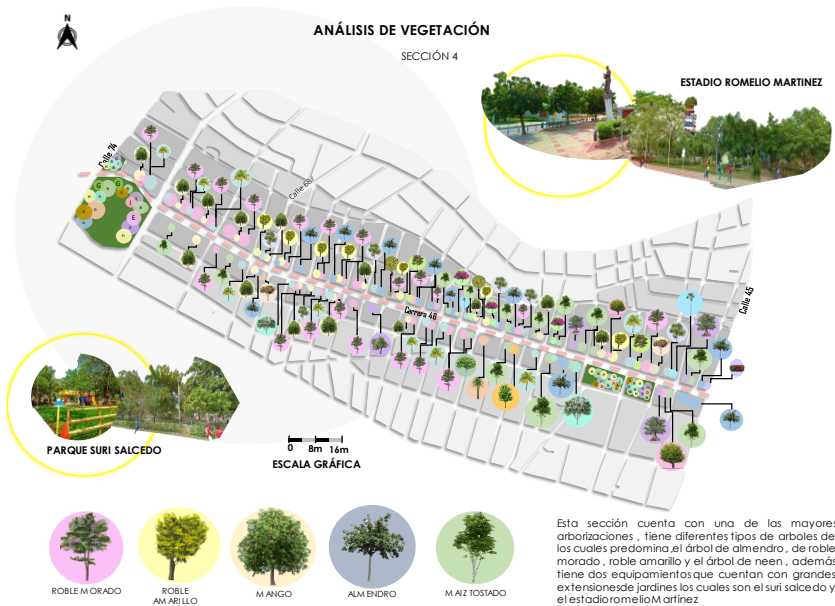 N
ANÁLISIS DE VEGETACIÓN
SECCIÓN 4
ESTADIO ROMELIO MARTINEZ
Calle 74
Calle 68
Calle 45
Carrera 46
G
G
E
PARQUE SURI SALCEDO
0 8m 16m
ESCALA GRÁFICA
ROBLE MORADO
ROBLE
AMARILLO
MANGO
ALMENDRO
MAIZ TOSTADO
Esta sección cuenta con una de las mayores
arborizaciones , tiene diferentes tipos de arboles de
los cuales predomina el árbol de almendro , de roble
morado , roble amarillo y el árbol de neen , además
tiene dos equipamientos que cuentan con grandes
extensiones de jardines los cuales son el suri salcedo y
el estadio romelio Martínez